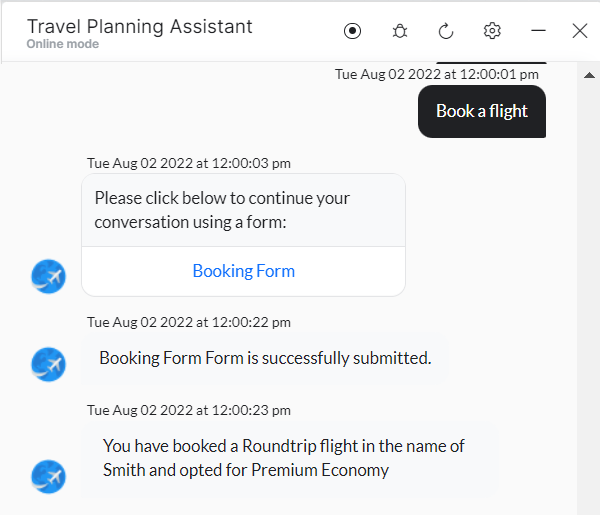 Travel Planning Assistant
Online mode
Tue Aug 02 2022 at 12:00:01 pm
Book a flight
Tue Aug 02 2022 at 12:00:03 pm
Please click below to continue your
conversation using a form:
Booking Form
Tue Aug 02 2022 at 12:00:22 pm
Booking Form Form is successfully submitted.
Tue Aug 02 2022 at 12:00:23 pm
You have booked a Roundtrip flight in the name of
Smith and opted for Premium Economy